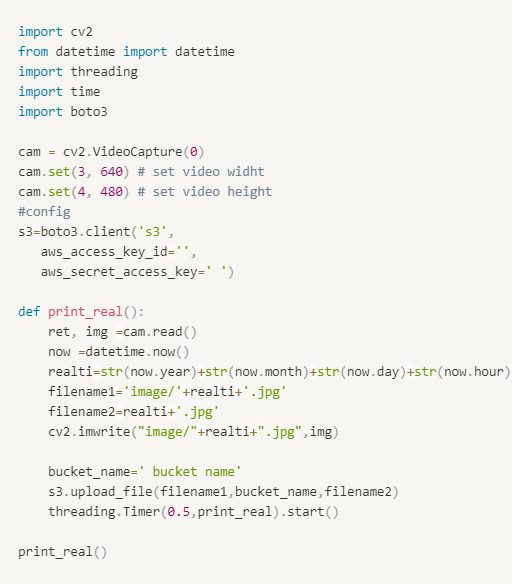 import cv2
from datetime import datetime
import threading
import time
import boto3

cam = cv2.VideoCapture(0)
cam.set(3, 640) # set video widht
cam.set(4, 480) # set video height
#config
s3=boto3.client('s3',
   aws_access_key_id='',
   aws_secret_access_key=' ')

def print_real():
    ret, img =cam.read()
    now =datetime.now()
    realti=str(now.year)+str(now.month)+str(now.day)+str(now.hour)
    filename1='image/'+realti+'.jpg'
    filename2=realti+'.jpg'
    cv2.imwrite("image/"+realti+".jpg",img)

    bucket_name=' bucket name'
    s3.upload_file(filename1,bucket_name,filename2)
    threading.Timer(0.5,print_real).start()

print_real()